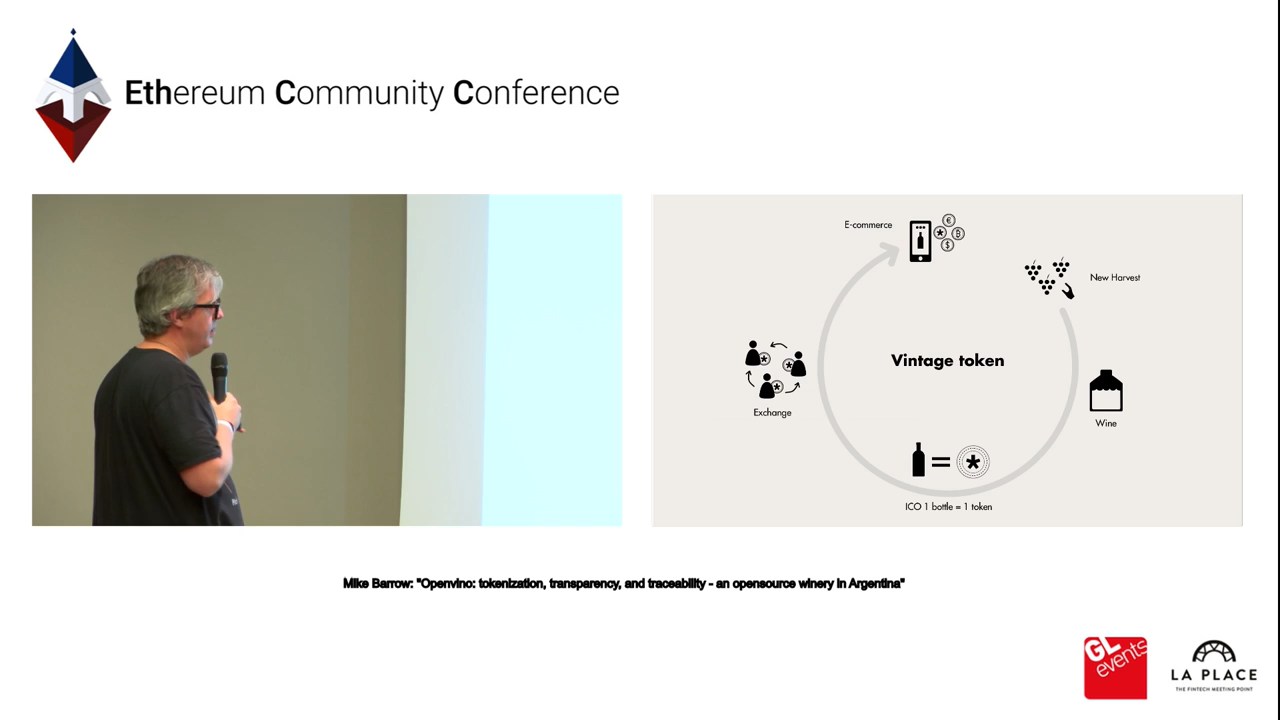 Ethereum Community Conference
E-commerce
New Harvest
Vintage token
Exchange
Wine
ICO 1 bottle = 1 token
Mike Barrow: "Openvino: tokenization, transparency, and traceability - an opensource winery in Argentina"
GL
events
LA PLACE
THE FINTECH MEETING POINT